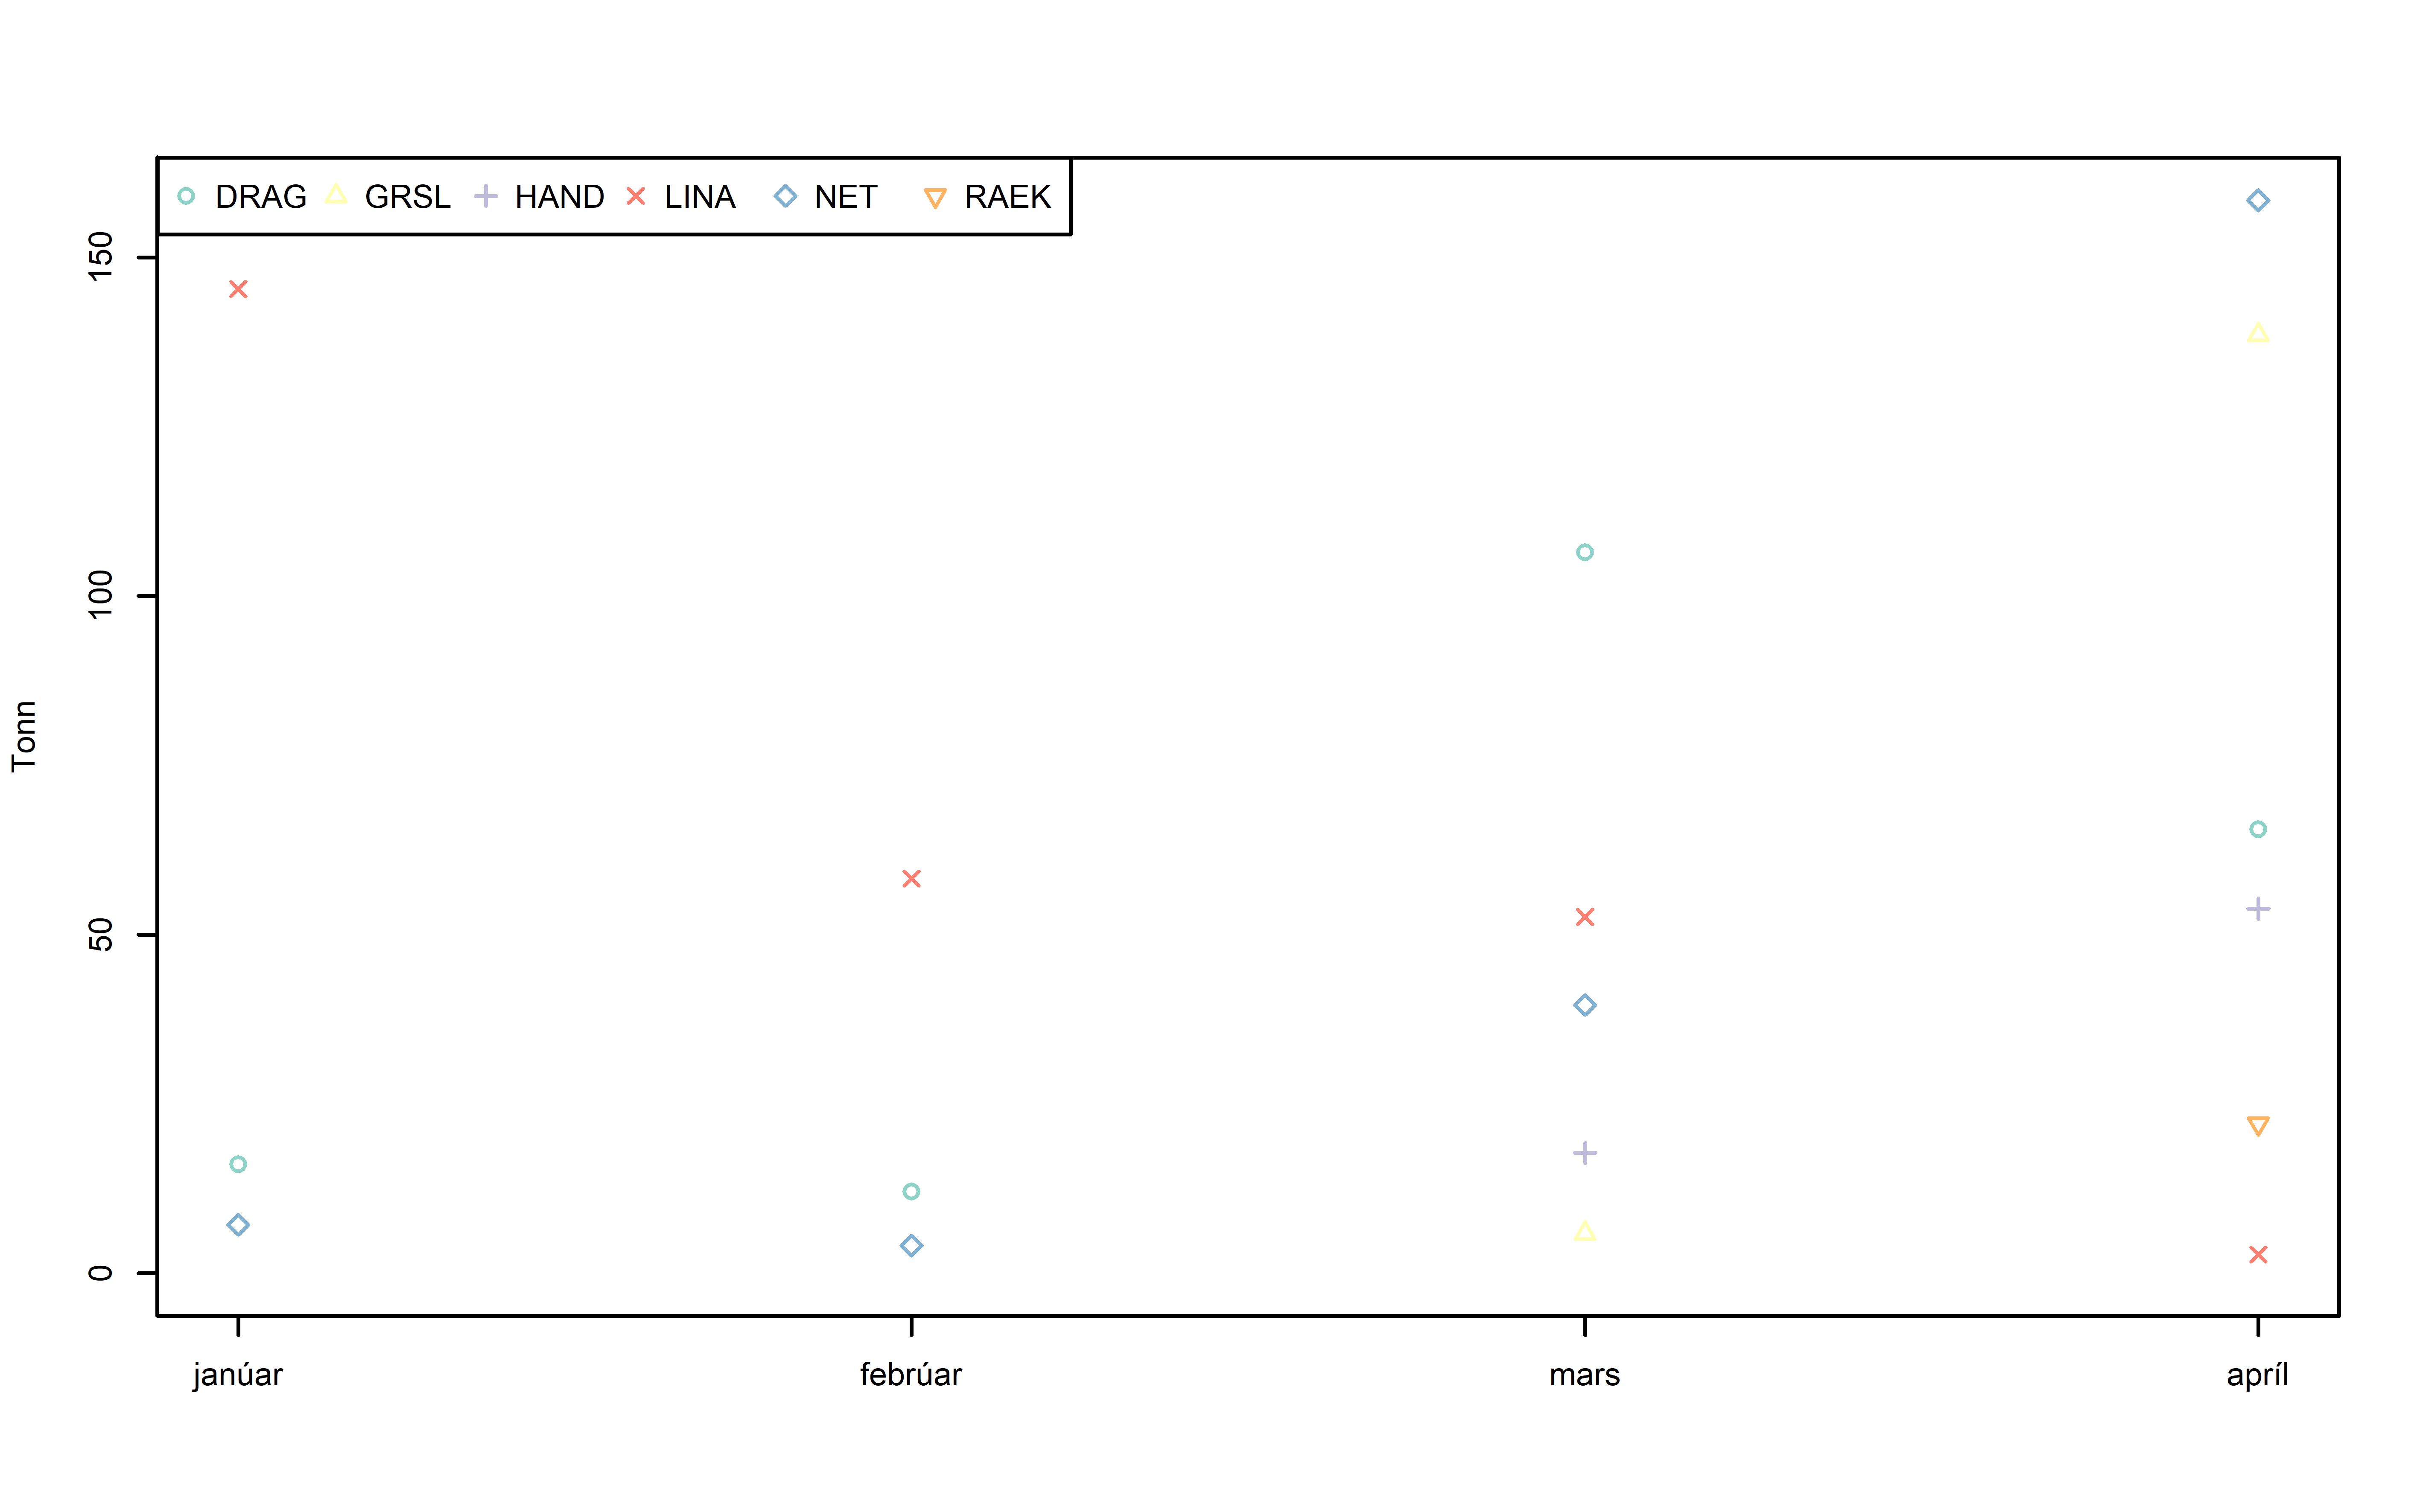 DRAG GRSL HAND LINA NET RAEK
150
100
50
0
Tonn
janúar febrúar mars apríl